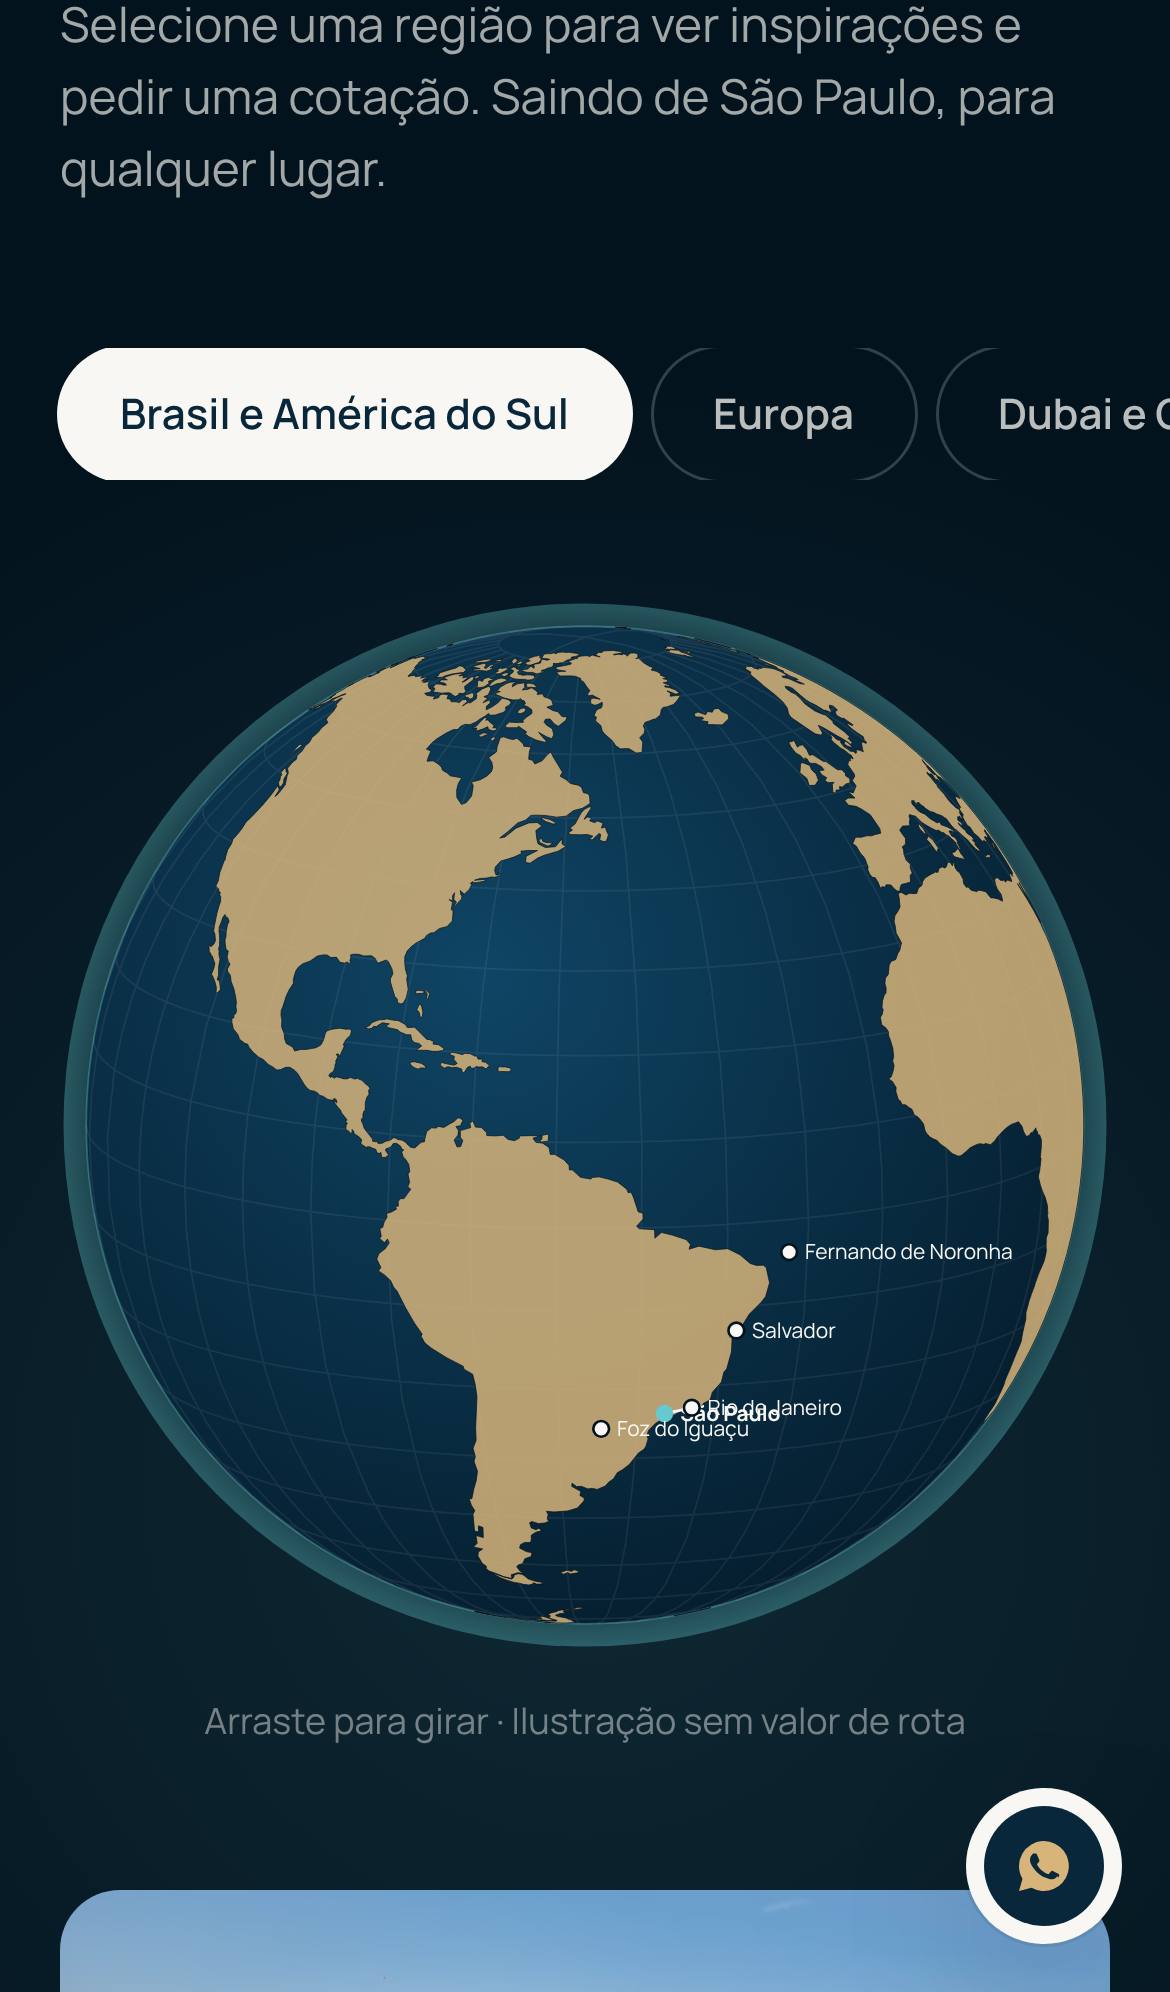 Selecione uma região para ver inspirações e
pedir uma cotação. Saindo de São Paulo, para
qualquer lugar.
Brasil e América do Sul
Europa
Dubai e
Fernando de Noronha
Salvador
Rio de Janeiro
São Paulo
Foz do Iguaçu
Arraste para girar · Ilustração sem valor de rota